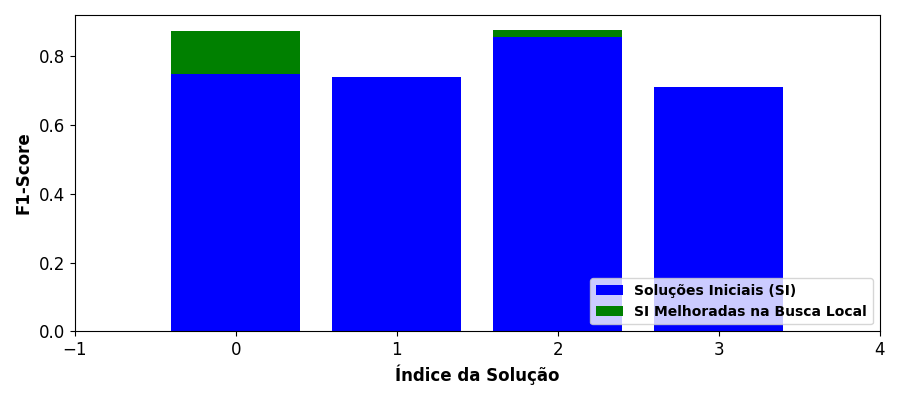 F1-Score
0.8
0.6
0.4
0.2
0.0
−1
0
1
2
3
4
Índice da Solução
Soluções Iniciais (SI)
SI Melhoradas na Busca Local